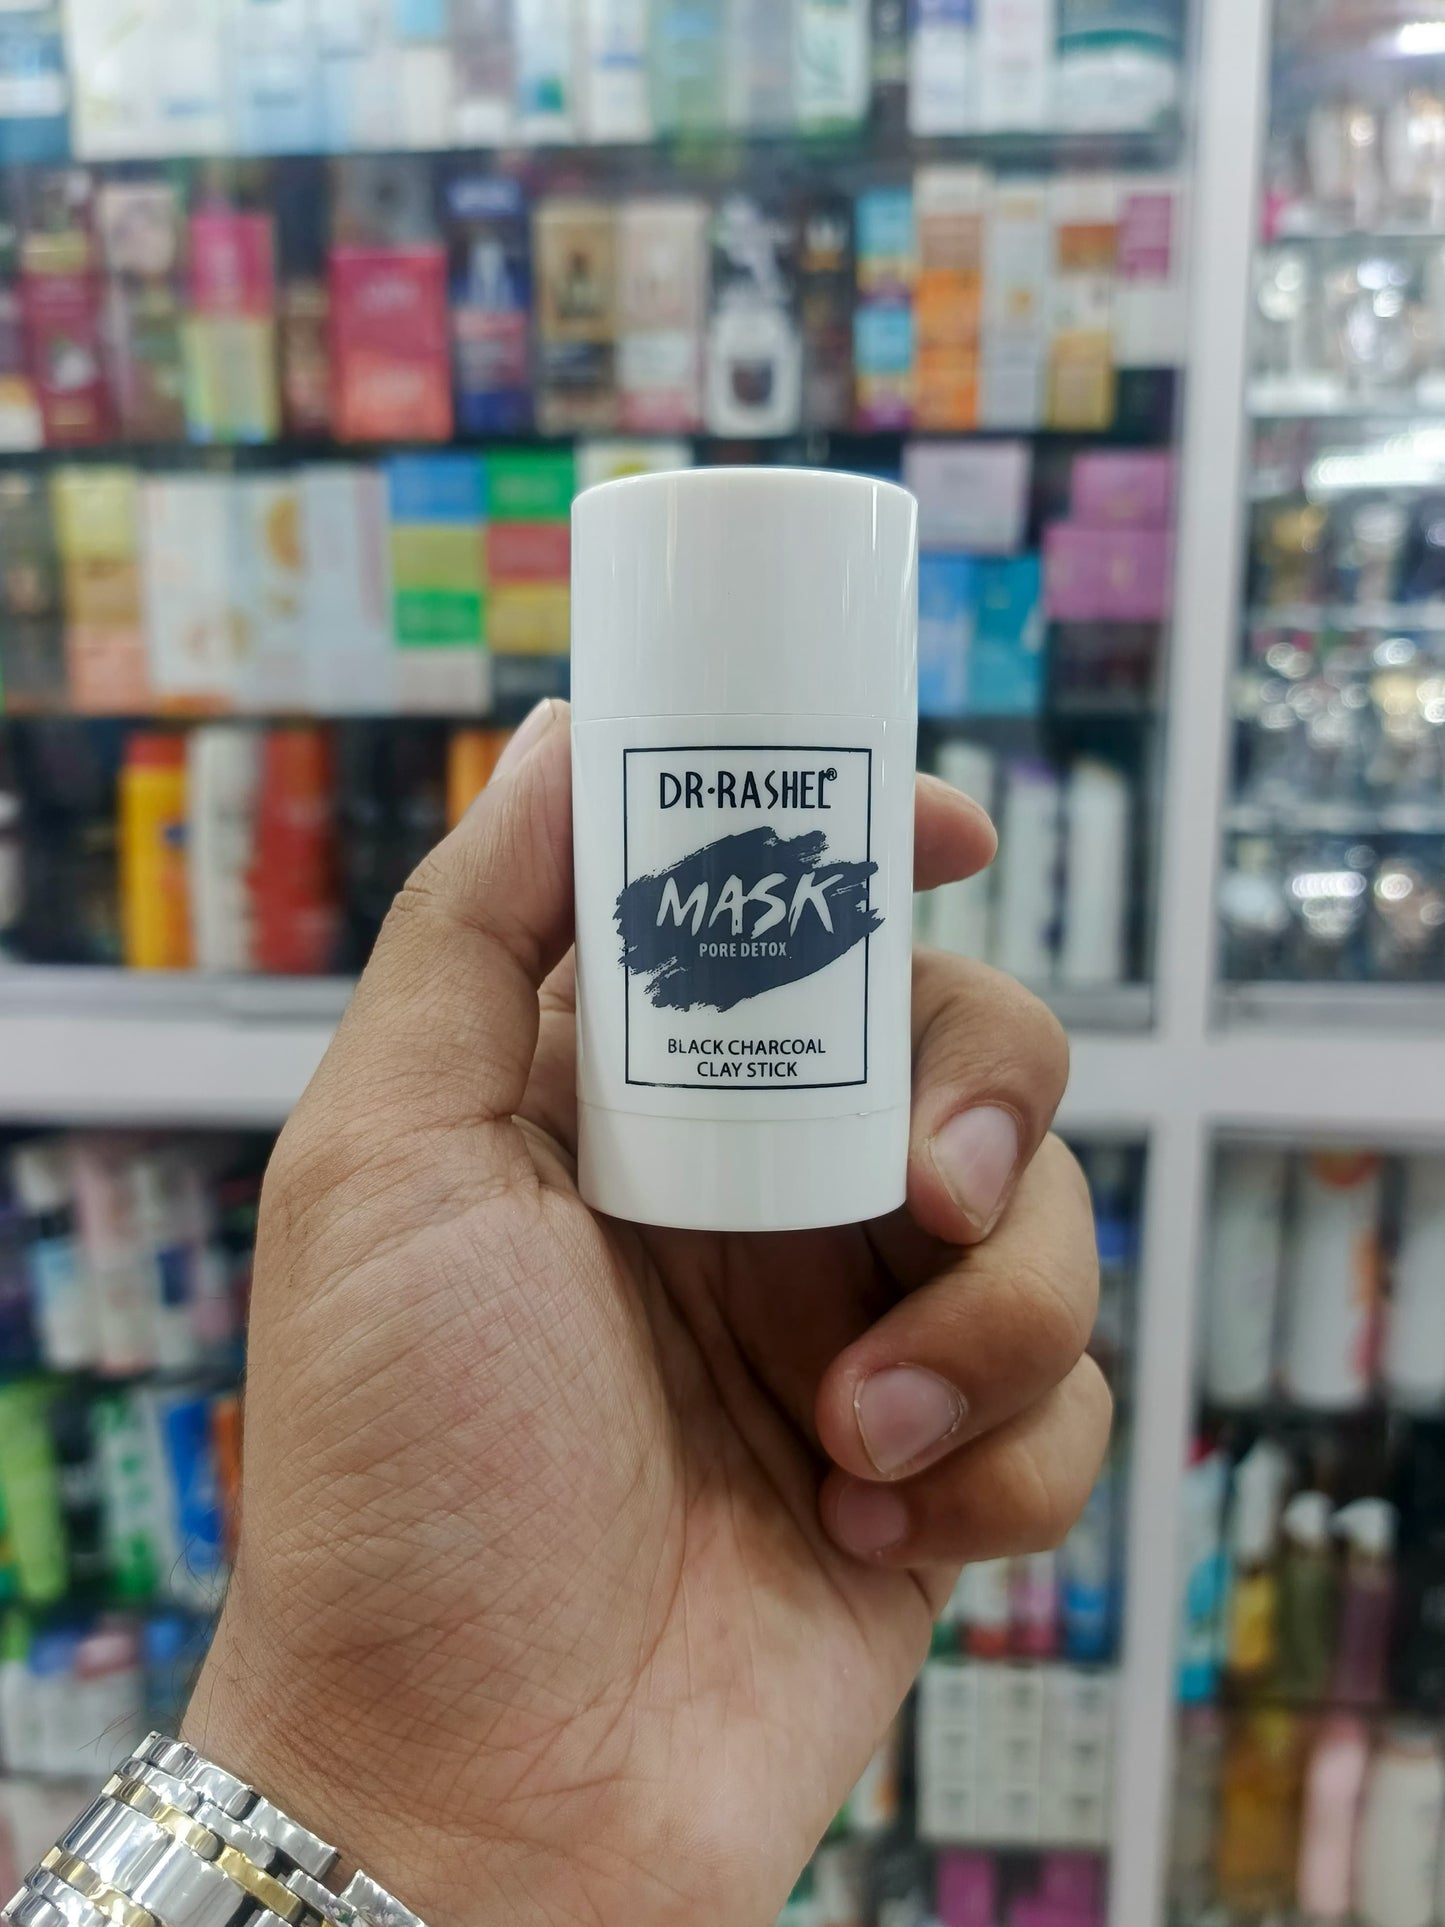 DR·RASHEL®
MASK
PORE DETOX
BLACK CHARCOAL
CLAY STICK